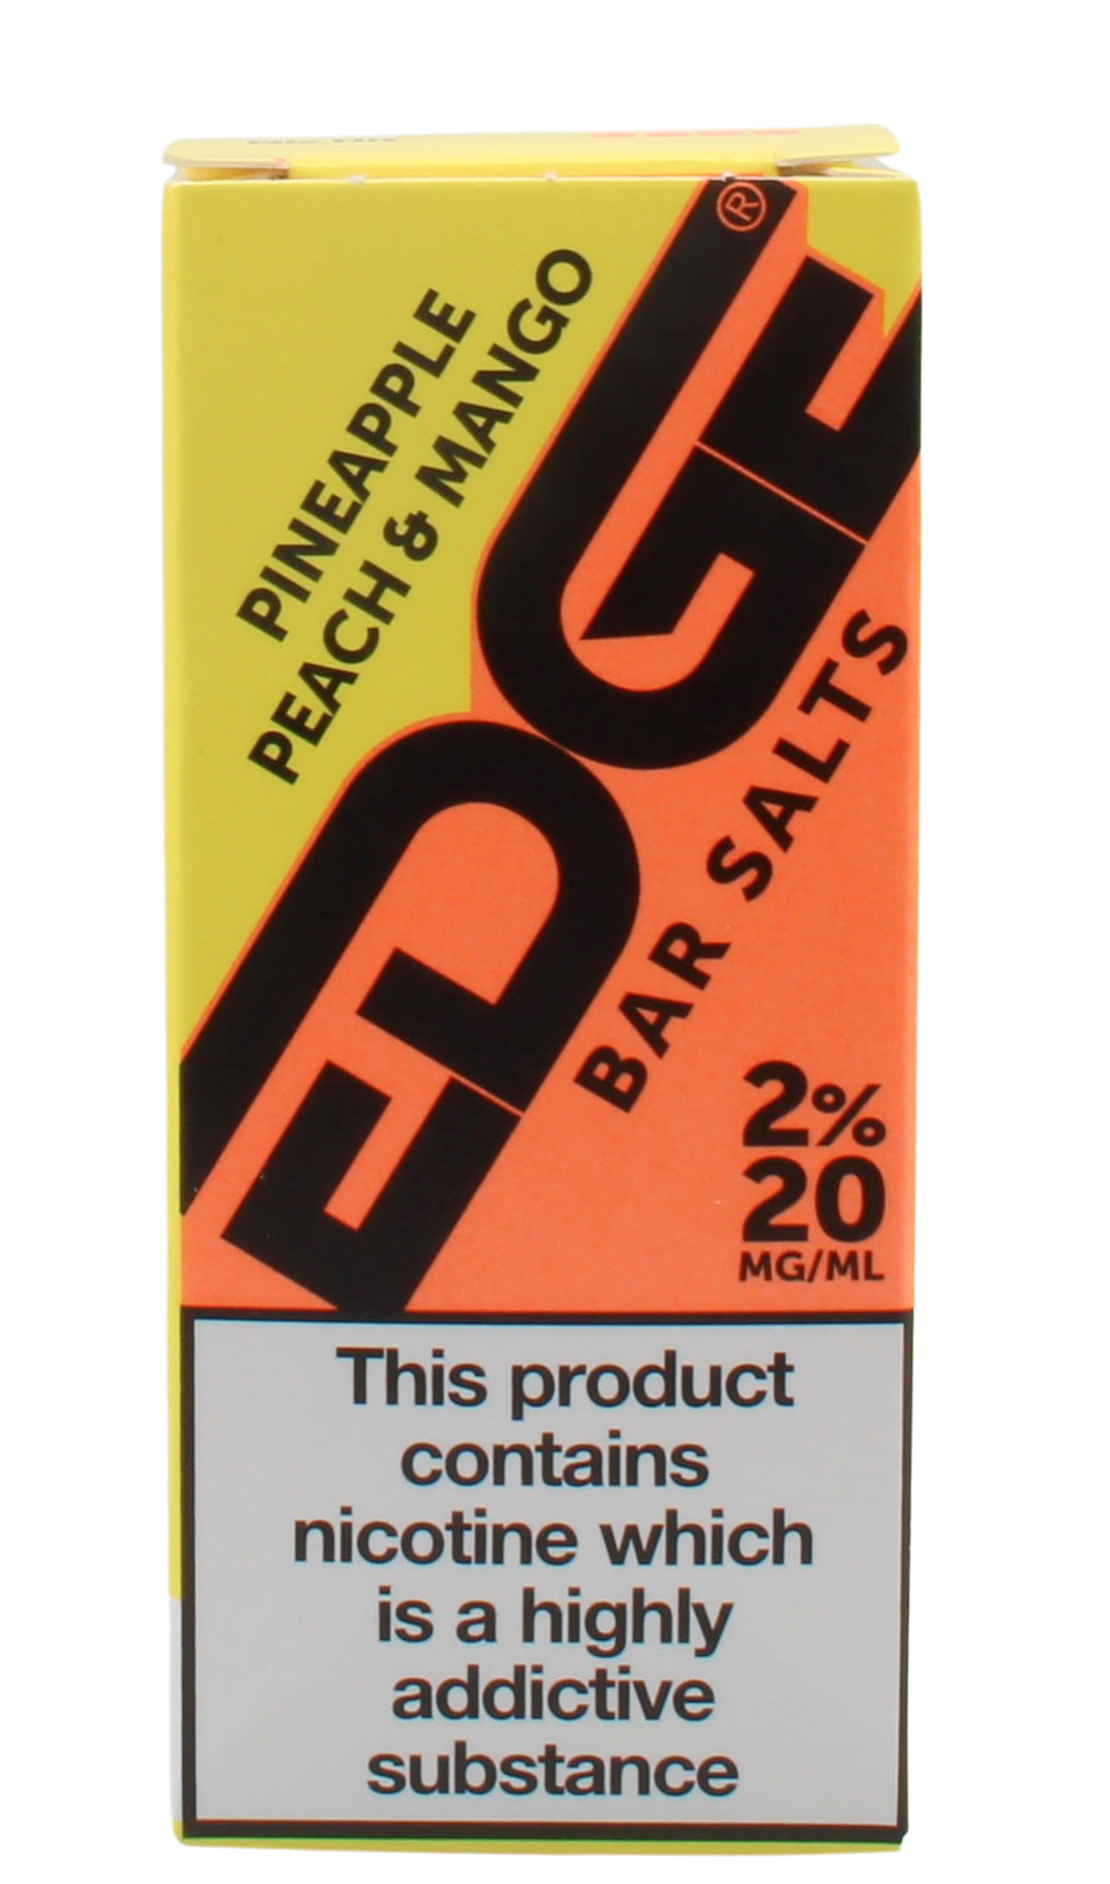 PINEAPPLE
PEACH & MANGO
EDGE®
BAR SALTS
2%
20
MG/ML
This product
contains
nicotine which
is a highly
addictive
substance